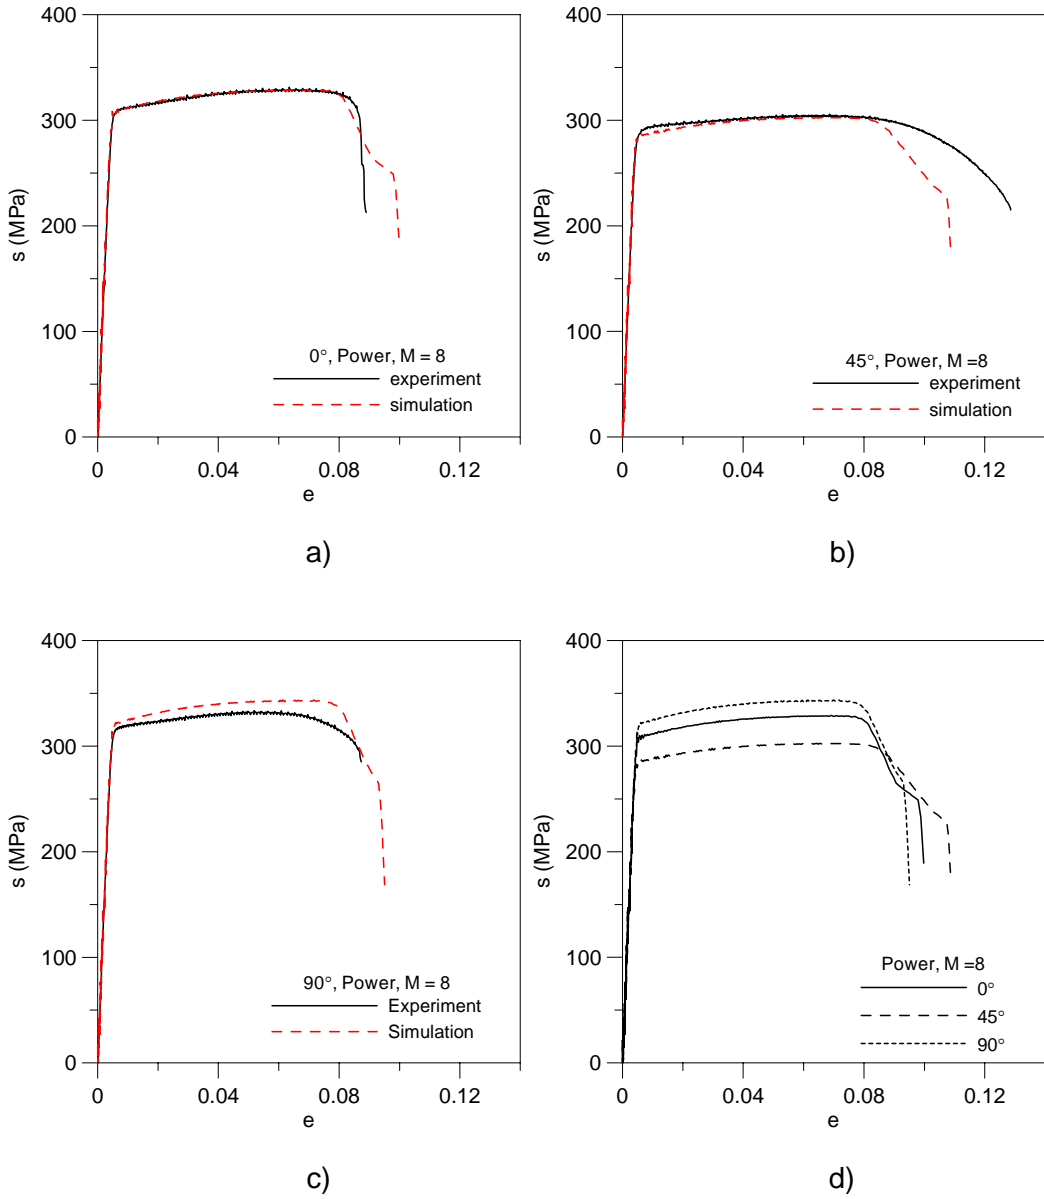 400
300
200
100
0
s (MPa)
0°, Power, M = 8
experiment
simulation
0 0.04 0.08 0.12
e
a)
400
300
200
100
0
s (MPa)
45°, Power, M =8
experiment
simulation
0 0.04 0.08 0.12
e
b)
400
300
200
100
0
s (MPa)
90°, Power, M = 8
Experiment
Simulation
0 0.04 0.08 0.12
e
c)
400
300
200
100
0
s (MPa)
Power, M =8
0°
45°
90°
0 0.04 0.08 0.12
e
d)